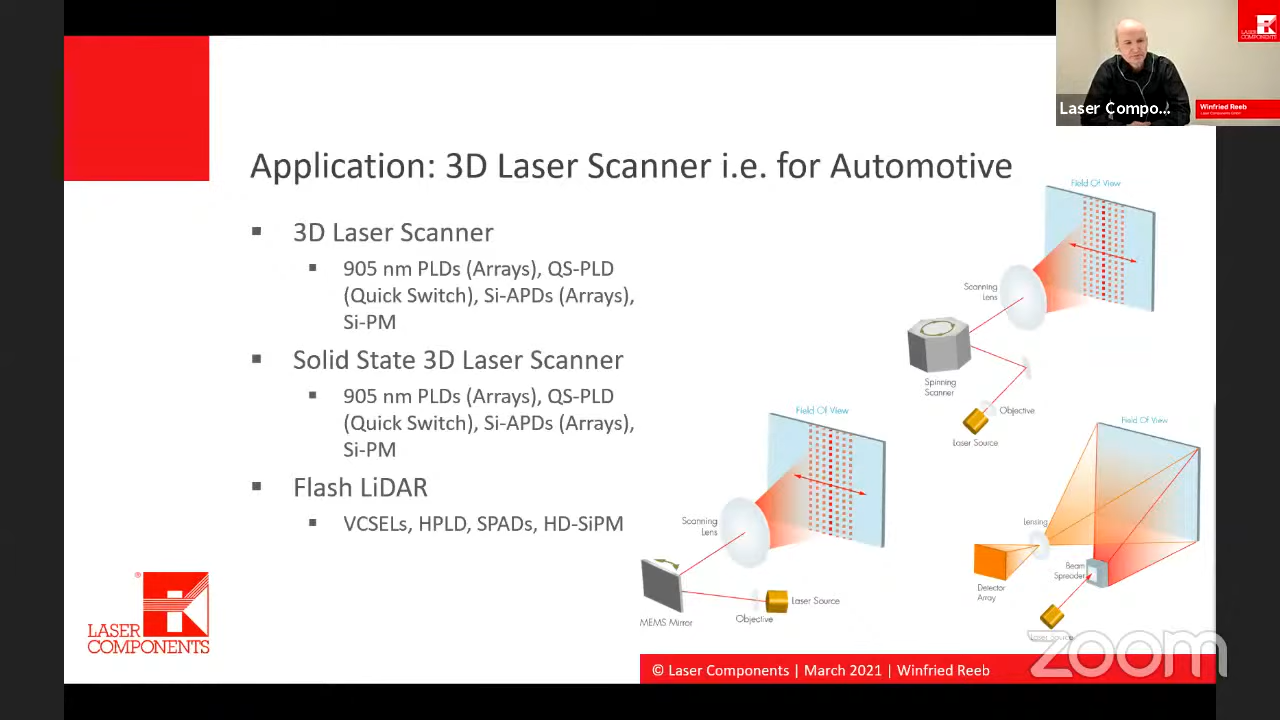 LASER
COMPONENTS
Laser Compo...
Winfried Reeb
Application: 3D Laser Scanner i.e. for Automotive
3D Laser Scanner
905 nm PLDs (Arrays), QS-PLD
(Quick Switch), Si-APDs (Arrays),
Si-PM
Solid State 3D Laser Scanner
905 nm PLDs (Arrays), QS-PLD
(Quick Switch), Si-APDs (Arrays),
Si-PM
Flash LiDAR
VCSELs, HPLD, SPADs, HD-SiPM
Field Of View
Scanning
Lens
Spinning
Scanner
Objective
Laser Source
Field Of View
Scanning
Lens
MEMS Mirror
Objective
Laser Source
Field Of View
Lensing
Beam
Spreader
Detector
Array
Laser Source
®
LASER
COMPONENTS
© Laser Components | March 2021 | Winfried Reeb
zoom